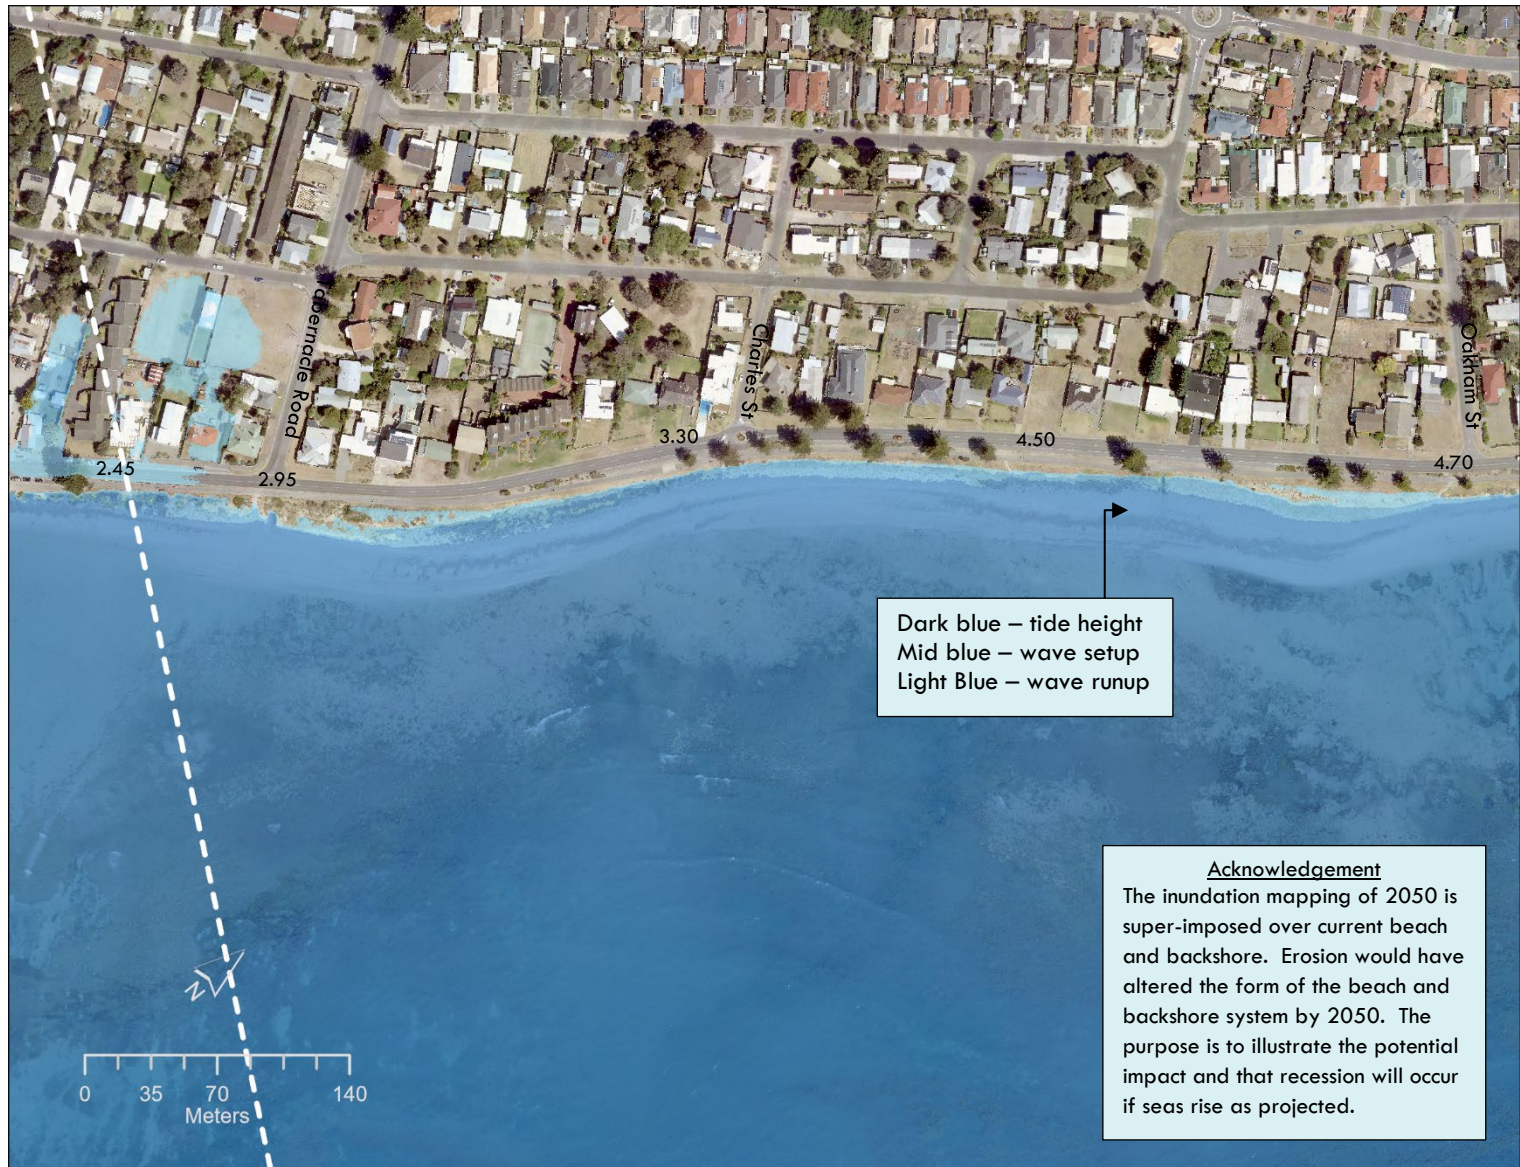 Tabernacle Road
Charles St
Oakham St
2.45
2.95
3.30
4.50
4.70
Dark blue – tide height
Mid blue – wave setup
Light Blue – wave runup
Acknowledgement
The inundation mapping of 2050 is
super-imposed over current beach
and backshore. Erosion would have
altered the form of the beach and
backshore system by 2050. The
purpose is to illustrate the potential
impact and that recession will occur
if seas rise as projected.
N
0 35 70 140
Meters